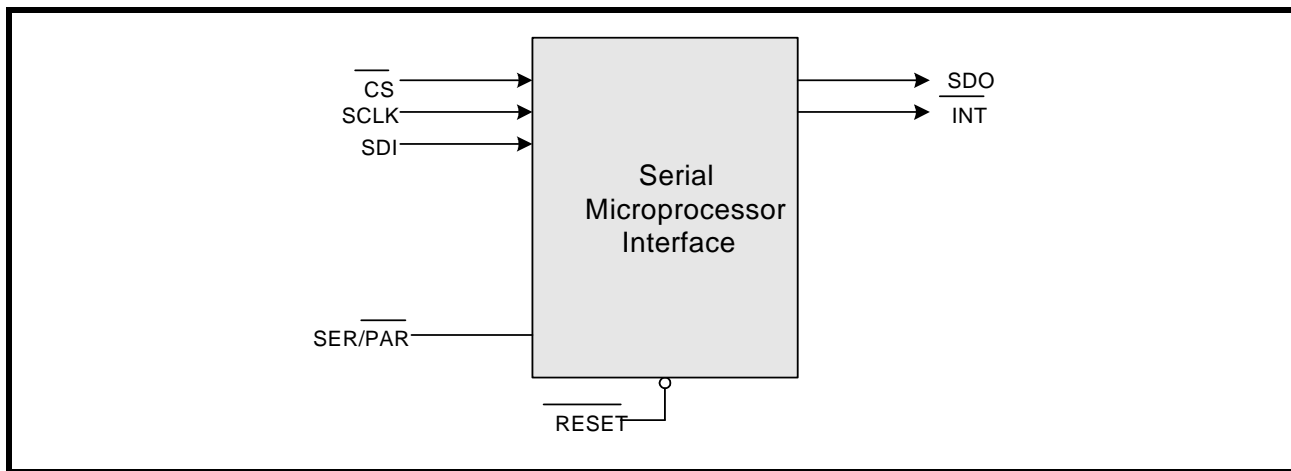 CS
SCLK
SDI
SDO
INT
Serial
Microprocessor
Interface
SER/PAR
RESET